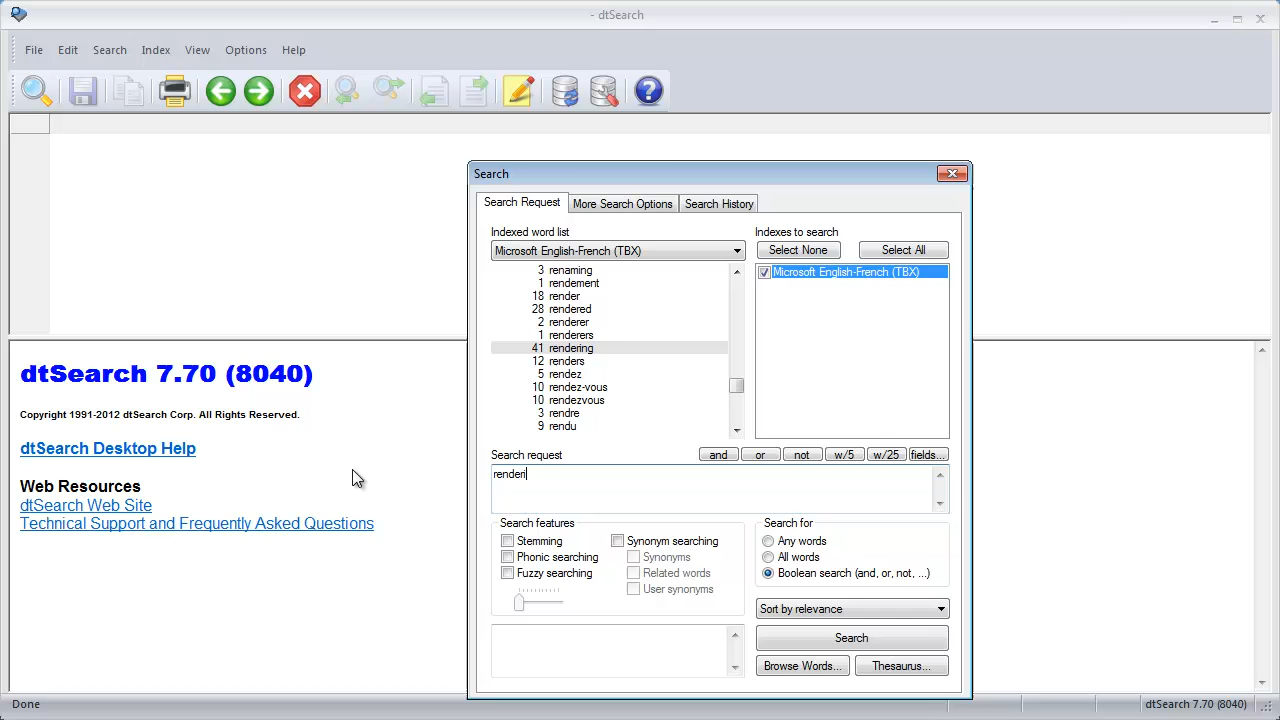 - dtSearch
File Edit Search Index View Options Help
Search
Search Request More Search Options Search History
Indexed word list
Indexes to search
Microsoft English-French (TBX)
Select None Select All
3 renaming
1 rendement
18 render
28 rendered
2 renderer
1 renderers
41 rendering
12 renders
5 rendez
10 rendez-vous
10 rendezvous
3 rendre
9 rendu
Microsoft English-French (TBX)
Search request
and or not w/5 w/25 fields...
renderi
Search features
Stemming
Phonic searching
Fuzzy searching
Synonym searching
Synonyms
Related words
User synonyms
Search for
Any words
All words
Boolean search (and, or, not, ...)
Sort by relevance
Search
Browse Words... Thesaurus...
dtSearch 7.70 (8040)
Copyright 1991-2012 dtSearch Corp. All Rights Reserved.
dtSearch Desktop Help
Web Resources
dtSearch Web Site
Technical Support and Frequently Asked Questions
Done
dtSearch 7.70 (8040)